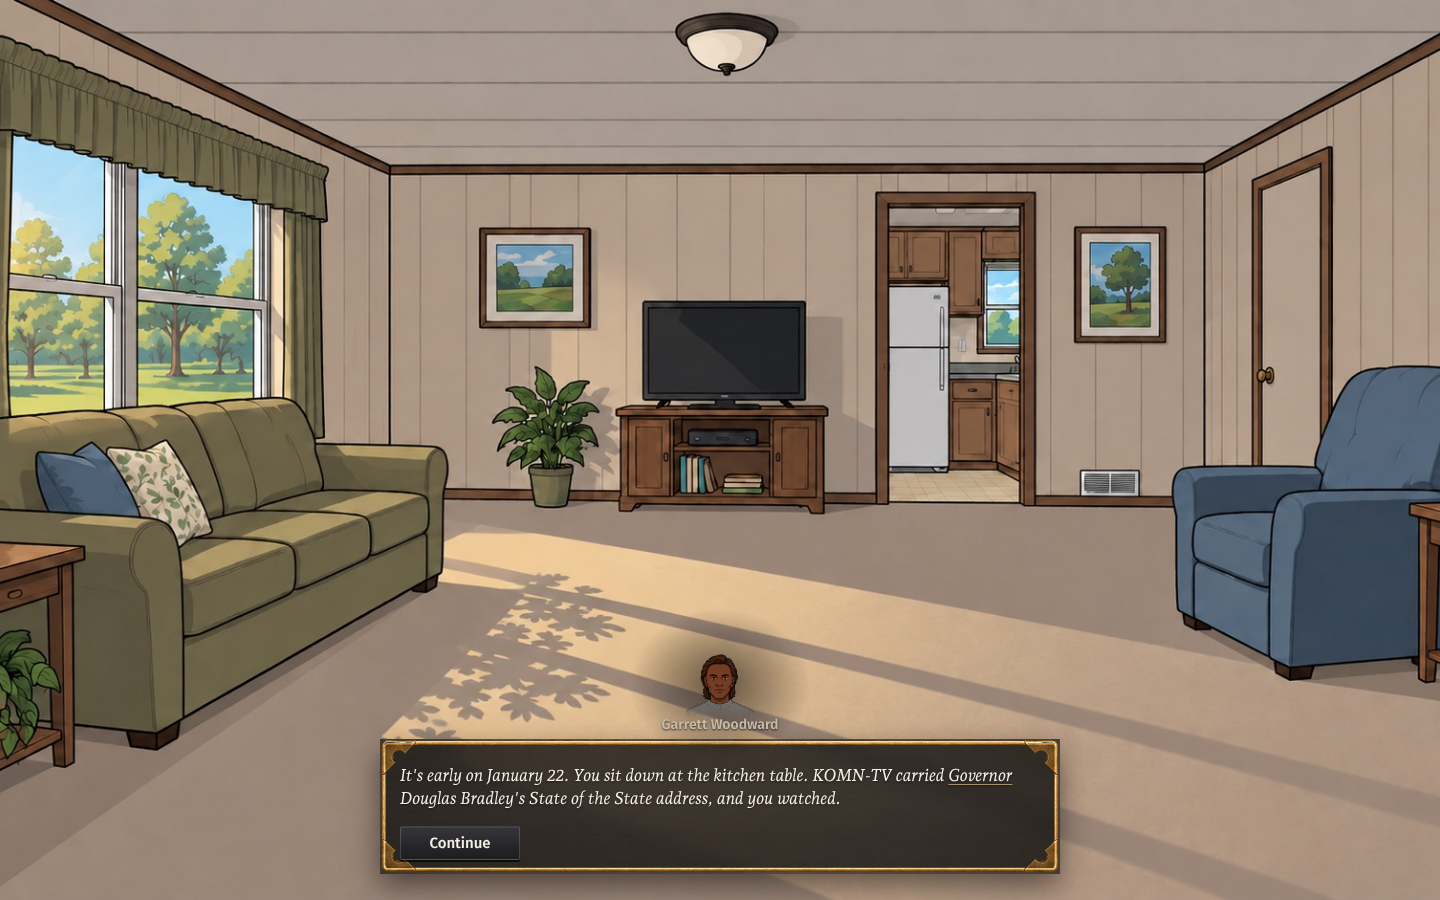 Garrett Woodward
It's early on January 22. You sit down at the kitchen table. KOMN-TV carried Governor
Douglas Bradley's State of the State address, and you watched.
Continue